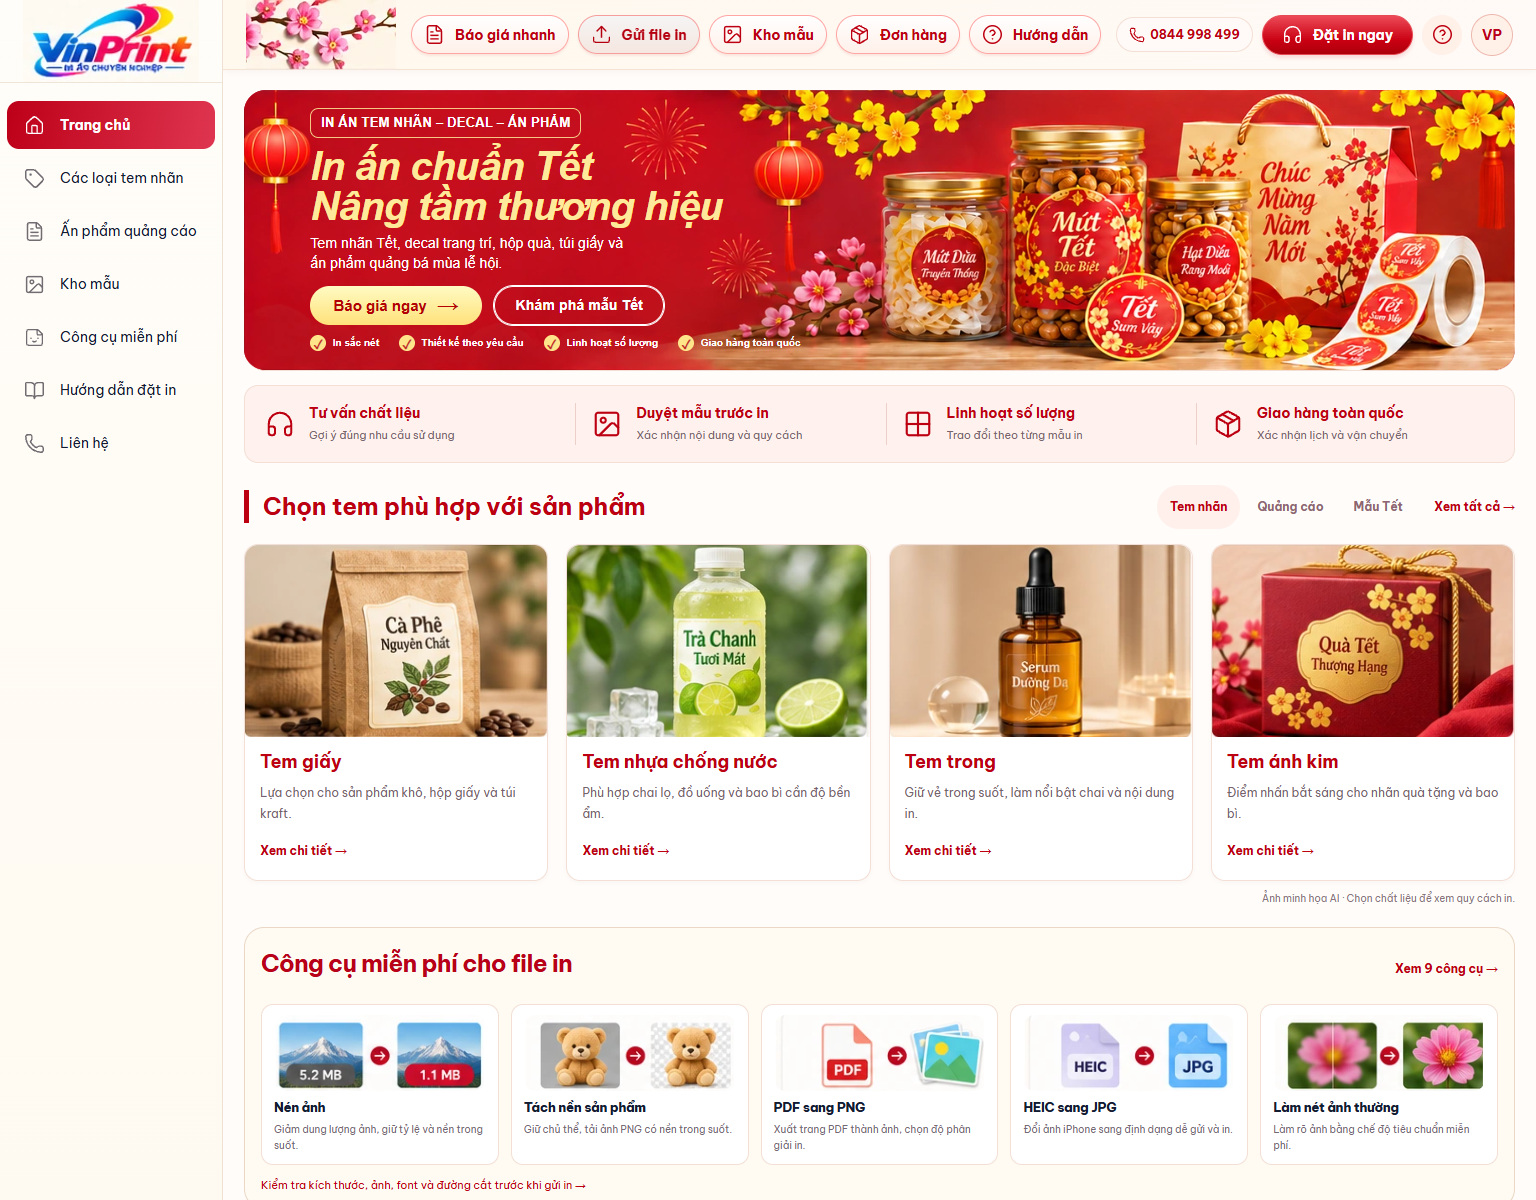 VinPrint
IN ẤN CHUYÊN NGHIỆP
Báo giá nhanh
Gửi file in
Kho mẫu
Đơn hàng
Hướng dẫn
0844 998 499
Đặt in ngay
VP
Trang chủ
Các loại tem nhãn
Ấn phẩm quảng cáo
Kho mẫu
Công cụ miễn phí
Hướng dẫn đặt in
Liên hệ
IN ẤN TEM NHÃN – DECAL – ẤN PHẨM
In ấn chuẩn Tết
Nâng tầm thương hiệu
Tem nhãn Tết, decal trang trí, hộp quà, túi giấy và
ấn phẩm quảng bá mùa lễ hội.
Báo giá ngay →
Khám phá mẫu Tết
In sắc nét
Thiết kế theo yêu cầu
Linh hoạt số lượng
Giao hàng toàn quốc
Mứt Dừa
Truyền Thống
Mứt
Tết
Đặc Biệt
Hạt Điều
Rang Muối
Tết
Sum Vầy
Chúc
Mừng
Năm
Mới
Tết
Sum Vầy
Tết
Sum Vầy
Tết
Tư vấn chất liệu
Gợi ý đúng nhu cầu sử dụng
Duyệt mẫu trước in
Xác nhận nội dung và quy cách
Linh hoạt số lượng
Trao đổi theo từng mẫu in
Giao hàng toàn quốc
Xác nhận lịch và vận chuyển
Chọn tem phù hợp với sản phẩm
Tem nhãn
Quảng cáo
Mẫu Tết
Xem tất cả →
Cà Phê
Nguyên Chất
Trà Chanh
Tươi Mát
Serum
Dưỡng Da
Quà Tết
Thượng Hạng
Tem giấy
Lựa chọn cho sản phẩm khô, hộp giấy và túi
kraft.
Xem chi tiết →
Tem nhựa chống nước
Phù hợp chai lọ, đồ uống và bao bì cần độ bền
ẩm.
Xem chi tiết →
Tem trong
Giữ vẻ trong suốt, làm nổi bật chai và nội dung
in.
Xem chi tiết →
Tem ánh kim
Điểm nhấn bắt sáng cho nhãn quà tặng và bao
bì.
Xem chi tiết →
Ảnh minh họa AI · Chọn chất liệu để xem quy cách in.
Công cụ miễn phí cho file in
Xem 9 công cụ →
5.2 MB
1.1 MB
PDF
HEIC
JPG
Nén ảnh
Giảm dung lượng ảnh, giữ tỷ lệ và nền trong
suốt.
Tách nền sản phẩm
Giữ chủ thể, tải ảnh PNG có nền trong suốt.
PDF sang PNG
Xuất trang PDF thành ảnh, chọn độ phân
giải in.
HEIC sang JPG
Đổi ảnh iPhone sang định dạng dễ gửi và in.
Làm nét ảnh thường
Làm rõ ảnh bằng chế độ tiêu chuẩn miễn
phí.
Kiểm tra kích thước, ảnh, font và đường cắt trước khi gửi in →